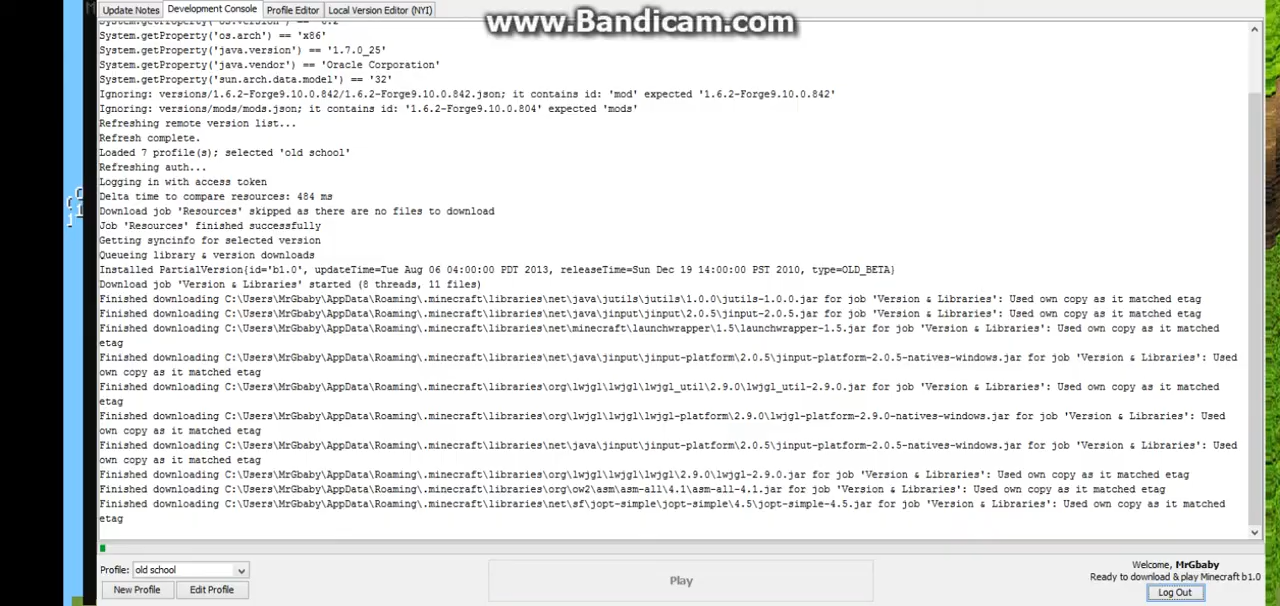 www.Bandicam.com
Update Notes Development Console Profile Editor Local Version Editor (NYI)
System.getProperty('os.version') == '6.2'
System.getProperty('os.arch') == 'x86'
System.getProperty('java.version') == '1.7.0_25'
System.getProperty('java.vendor') == 'Oracle Corporation'
System.getProperty('sun.arch.data.model') == '32'
Ignoring: versions/1.6.2-Forge9.10.0.842/1.6.2-Forge9.10.0.842.json; it contains id: 'mod' expected '1.6.2-Forge9.10.0.842'
Ignoring: versions/mods/mods.json; it contains id: '1.6.2-Forge9.10.0.804' expected 'mods'
Refreshing remote version list...
Refresh complete.
Loaded 7 profile(s); selected 'old school'
Refreshing auth...
Logging in with access token
Delta time to compare resources: 484 ms
Download job 'Resources' skipped as there are no files to download
Job 'Resources' finished successfully
Getting syncinfo for selected version
Queueing library & version downloads
Installed PartialVersion{id='b1.0', updateTime=Tue Aug 06 04:00:00 PDT 2013, releaseTime=Sun Dec 19 14:00:00 PST 2010, type=OLD_BETA}
Download job 'Version & Libraries' started (8 threads, 11 files)
Finished downloading C:\Users\MrGbaby\AppData\Roaming\.minecraft\libraries\net\java\jutils\jutils\1.0.0\jutils-1.0.0.jar for job 'Version & Libraries': Used own copy as it matched etag
Finished downloading C:\Users\MrGbaby\AppData\Roaming\.minecraft\libraries\net\java\jinput\jinput\2.0.5\jinput-2.0.5.jar for job 'Version & Libraries': Used own copy as it matched etag
Finished downloading C:\Users\MrGbaby\AppData\Roaming\.minecraft\libraries\net\minecraft\launchwrapper\1.5\launchwrapper-1.5.jar for job 'Version & Libraries': Used own copy as it matched
etag
Finished downloading C:\Users\MrGbaby\AppData\Roaming\.minecraft\libraries\net\java\jinput\jinput-platform\2.0.5\jinput-platform-2.0.5-natives-windows.jar for job 'Version & Libraries': Used
own copy as it matched etag
Finished downloading C:\Users\MrGbaby\AppData\Roaming\.minecraft\libraries\org\lwjgl\lwjgl\lwjgl_util\2.9.0\lwjgl_util-2.9.0.jar for job 'Version & Libraries': Used own copy as it matched
etag
Finished downloading C:\Users\MrGbaby\AppData\Roaming\.minecraft\libraries\org\lwjgl\lwjgl\lwjgl-platform\2.9.0\lwjgl-platform-2.9.0-natives-windows.jar for job 'Version & Libraries': Used
own copy as it matched etag
Finished downloading C:\Users\MrGbaby\AppData\Roaming\.minecraft\libraries\net\java\jinput\jinput-platform\2.0.5\jinput-platform-2.0.5-natives-windows.jar for job 'Version & Libraries': Used
own copy as it matched etag
Finished downloading C:\Users\MrGbaby\AppData\Roaming\.minecraft\libraries\org\lwjgl\lwjgl\lwjgl\2.9.0\lwjgl-2.9.0.jar for job 'Version & Libraries': Used own copy as it matched etag
Finished downloading C:\Users\MrGbaby\AppData\Roaming\.minecraft\libraries\org\ow2\asm\asm-all\4.1\asm-all-4.1.jar for job 'Version & Libraries': Used own copy as it matched etag
Finished downloading C:\Users\MrGbaby\AppData\Roaming\.minecraft\libraries\net\sf\jopt-simple\jopt-simple\4.5\jopt-simple-4.5.jar for job 'Version & Libraries': Used own copy as it matched
etag
Profile: old school
New Profile Edit Profile
Play
Welcome, MrGbaby
Ready to download & play Minecraft b1.0
Log Out